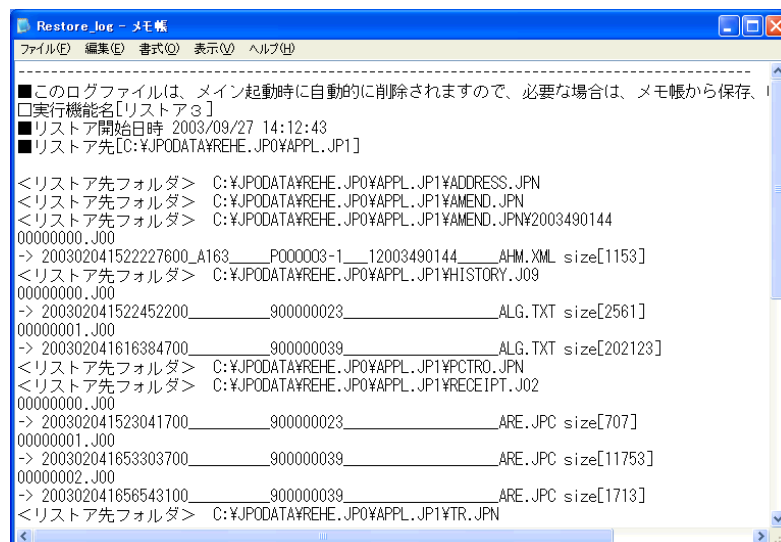 Restore_log - メモ帳
ファイル(F) 編集(E) 書式(O) 表示(V) ヘルプ(H)
--------------------------------------------------------------------------------
■このログファイルは、メイン起動時に自動的に削除されますので、必要な場合は、メモ帳から保存、
□実行機能名[リストア３]
■リストア開始日時 2003/09/27 14:12:43
■リストア先[C:¥JPODATA¥REHE.JP0¥APPL.JP1]
<リストア先フォルダ> C:¥JPODATA¥REHE.JP0¥APPL.JP1¥ADDRESS.JPN
<リストア先フォルダ> C:¥JPODATA¥REHE.JP0¥APPL.JP1¥AMEND.JPN
<リストア先フォルダ> C:¥JPODATA¥REHE.JP0¥APPL.JP1¥AMEND.JPN¥2003490144
00000000.J00
-> 200302041522227600_A163_____P000003-1___12003490144_____AHM.XML size[1153]
<リストア先フォルダ> C:¥JPODATA¥REHE.JP0¥APPL.JP1¥HISTORY.J09
00000000.J00
-> 200302041522452200__________900000023___________________ALG.TXT size[2561]
00000001.J00
-> 200302041616384700__________900000039___________________ALG.TXT size[202123]
<リストア先フォルダ> C:¥JPODATA¥REHE.JP0¥APPL.JP1¥PCTRO.JPN
<リストア先フォルダ> C:¥JPODATA¥REHE.JP0¥APPL.JP1¥RECEIPT.J02
00000000.J00
-> 200302041523041700__________900000023___________________ARE.JPC size[707]
00000001.J00
-> 200302041653303700__________900000039___________________ARE.JPC size[11753]
00000002.J00
-> 200302041656543100__________900000039___________________ARE.JPC size[1713]
<リストア先フォルダ> C:¥JPODATA¥REHE.JP0¥APPL.JP1¥TR.JPN